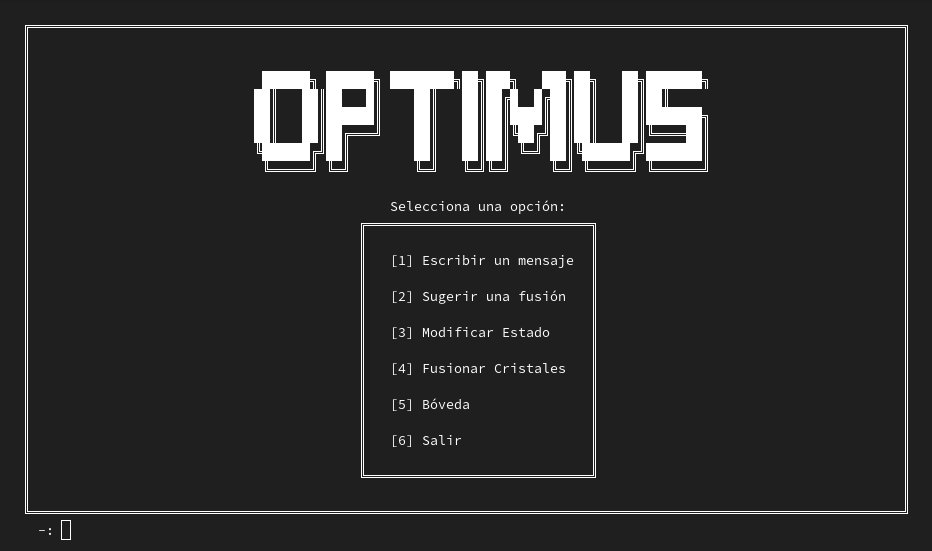 OPTIMUS
Selecciona una opción:
[1] Escribir un mensaje
[2] Sugerir una fusión
[3] Modificar Estado
[4] Fusionar Cristales
[5] Bóveda
[6] Salir
~: